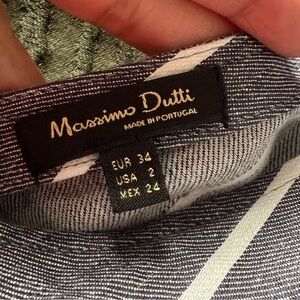 Massimo Dutti
MADE IN PORTUGAL
EUR 34
USA 2
MEX 24